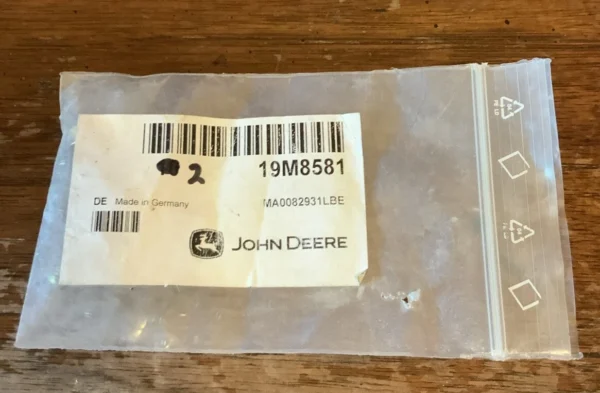 2 19M8581
DE Made in Germany MA0082931LBE
JOHN DEERE